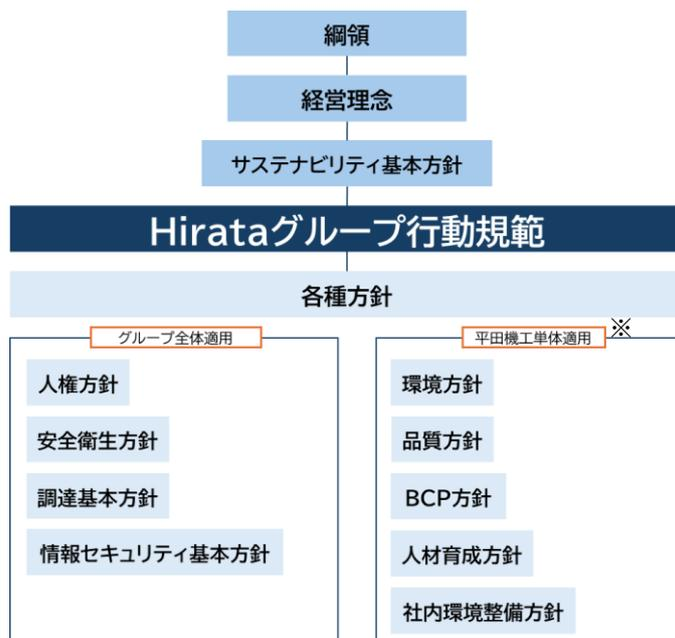 綱領
経営理念
サステナビリティ基本方針
Hirataグループ行動規範
各種方針
グループ全体適用
人権方針
安全衛生方針
調達基本方針
情報セキュリティ基本方針
平田機工単体適用
※
環境方針
品質方針
BCP方針
人材育成方針
社内環境整備方針